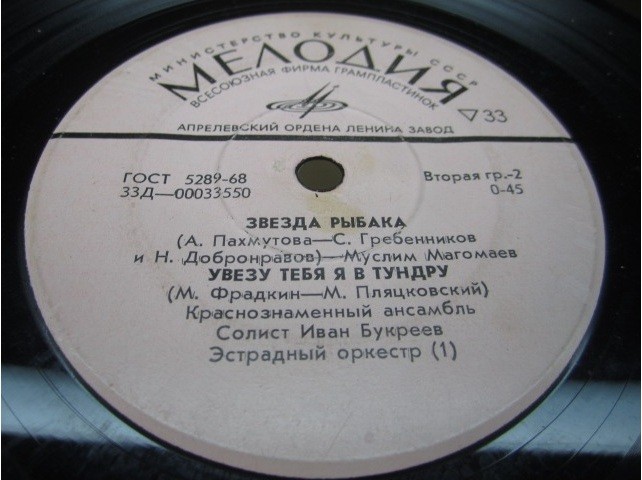 МИНИСТЕРСТВО КУЛЬТУРЫ СССР
МЕЛОДИЯ
ВСЕСОЮЗНАЯ ФИРМА ГРАМПЛАСТИНОК
▽33
АПРЕЛЕВСКИЙ ОРДЕНА ЛЕНИНА ЗАВОД
ГОСТ 5289-68 Вторая гр.-2
33Д—00033550 0-45
ЗВЕЗДА РЫБАКА
(А. Пахмутова—С. Гребенников
и Н. Добронравов)—Муслим Магомаев
УВЕЗУ ТЕБЯ Я В ТУНДРУ
(М. Фрадкин—М. Пляцковский)
Краснознаменный ансамбль
Солист Иван Букреев
Эстрадный оркестр (1)